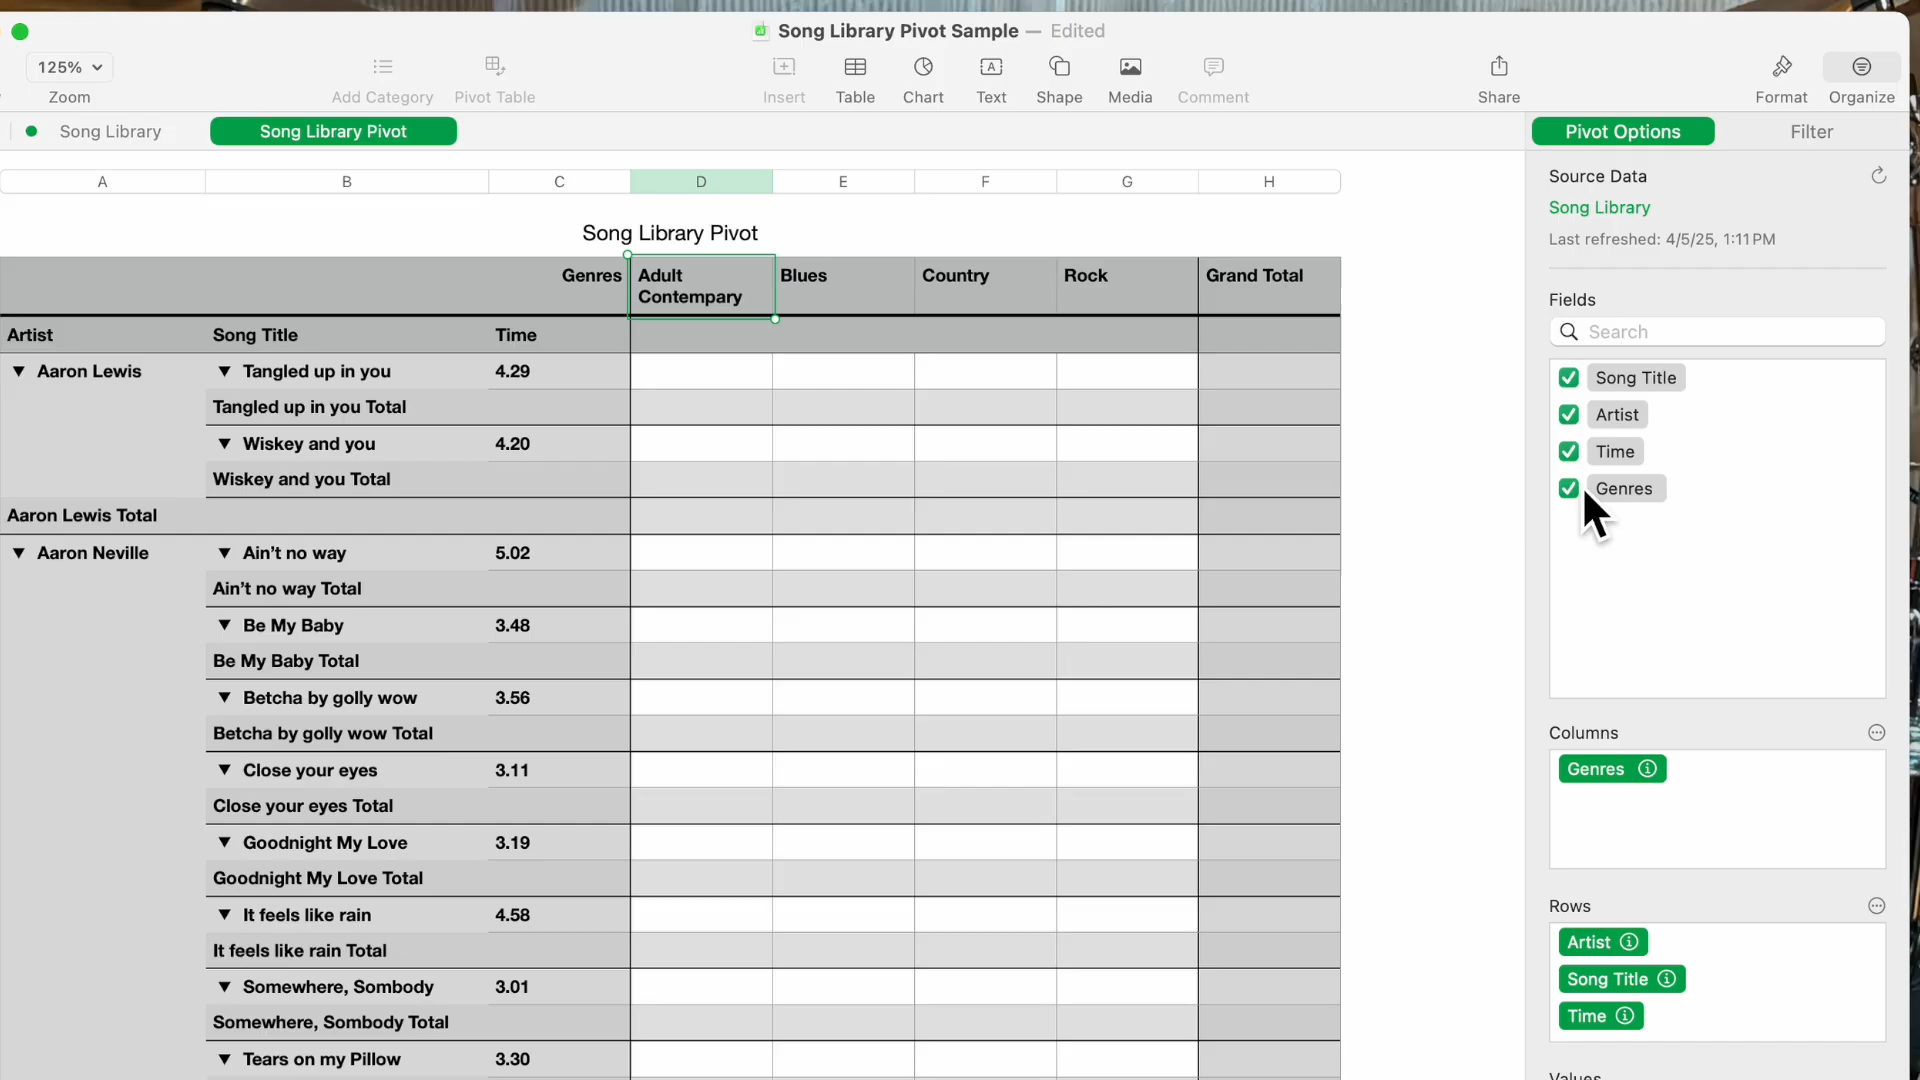 Song Library Pivot Sample — Edited
125%
Zoom
Add Category
Pivot Table
Insert
Table
Chart
Text
Shape
Media
Comment
Share
Format
Organize
Song Library
Song Library Pivot
Pivot Options
Filter
A B C D E F G H
Song Library Pivot
Genres Adult Contempary Blues Country Rock Grand Total
Artist Song Title Time
Aaron Lewis Tangled up in you 4.29
Tangled up in you Total
Wiskey and you 4.20
Wiskey and you Total
Aaron Lewis Total
Aaron Neville Ain’t no way 5.02
Ain’t no way Total
Be My Baby 3.48
Be My Baby Total
Betcha by golly wow 3.56
Betcha by golly wow Total
Close your eyes 3.11
Close your eyes Total
Goodnight My Love 3.19
Goodnight My Love Total
It feels like rain 4.58
It feels like rain Total
Somewhere, Sombody 3.01
Somewhere, Sombody Total
Tears on my Pillow 3.30
Source Data
Song Library
Last refreshed: 4/5/25, 1:11 PM
Fields
Search
Song Title
Artist
Time
Genres
Columns
Genres
Rows
Artist
Song Title
Time
Values